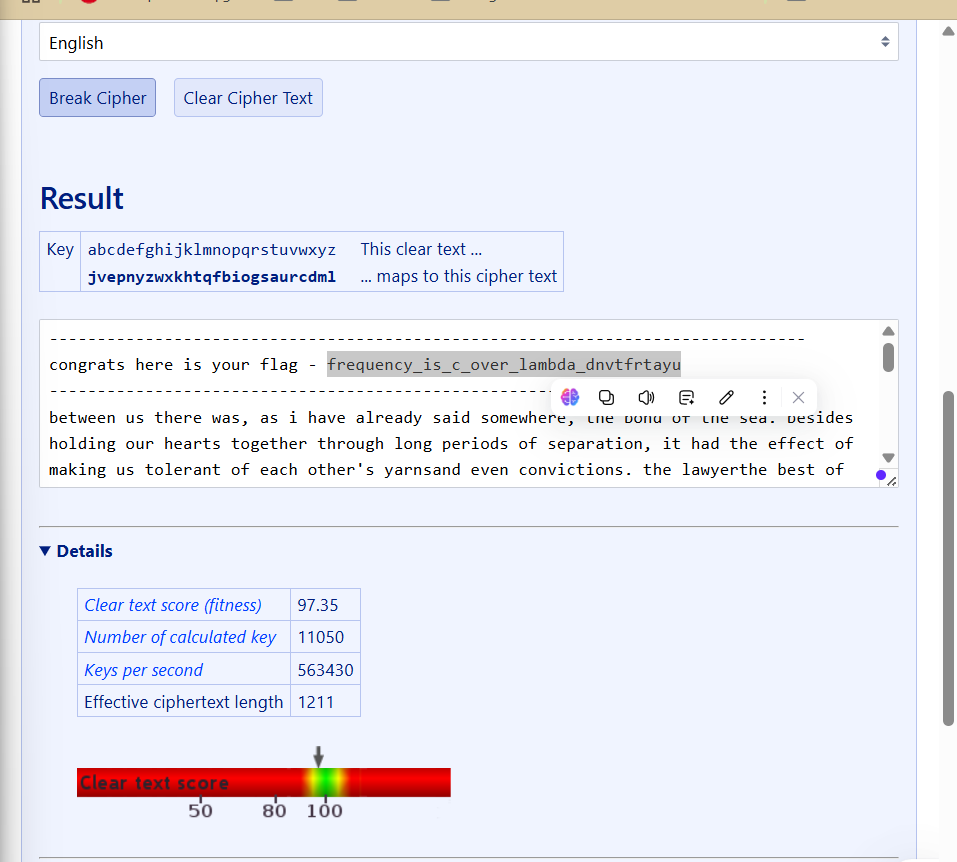 English
Break Cipher
Clear Cipher Text
Result
Key abcdefghijklmnopqrstuvwxyz This clear text ...
jvepnyzwxkhtqfbiogsaurcdml ... maps to this cipher text
-------------------------------------------------------------------------------
congrats here is your flag - frequency_is_c_over_lambda_dnvtfrtayu
-------------------------------------------------------------------------------
between us there was, as i have already said somewhere, the bond of the sea. besides
holding our hearts together through long periods of separation, it had the effect of
making us tolerant of each other's yarnsand even convictions. the lawyerthe best of
Details
Clear text score (fitness) 97.35
Number of calculated key 11050
Keys per second 563430
Effective ciphertext length 1211
Clear text score
50 80 100